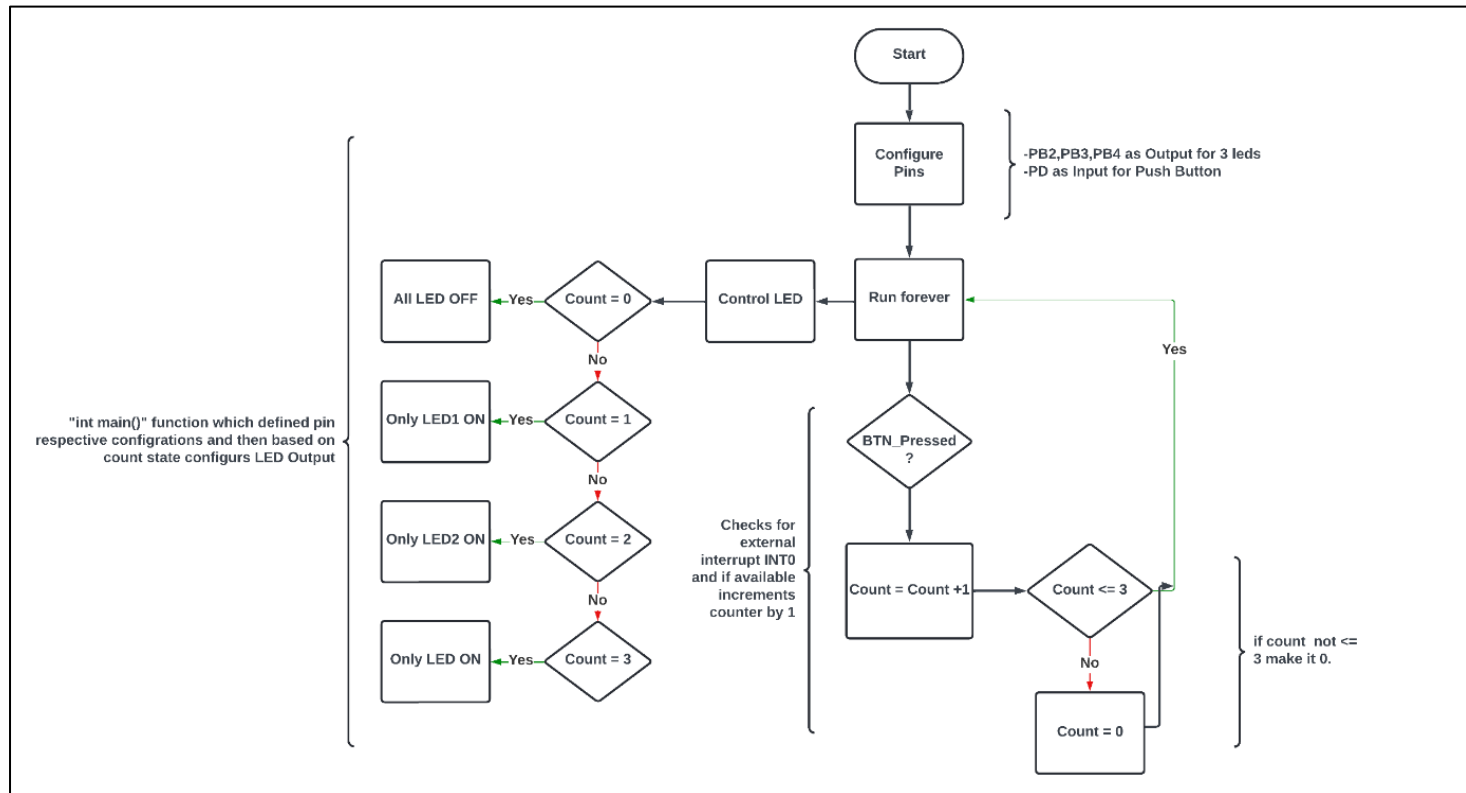 Start
Configure
Pins
-PB2,PB3,PB4 as Output for 3 leds
-PD as Input for Push Button
All LED OFF
Yes
Count = 0
Control LED
Run forever
Yes
No
Only LED1 ON
Yes
Count = 1
"int main()" function which defined pin
respective configrations and then based on
count state configurs LED Output
BTN_Pressed
?
No
Only LED2 ON
Yes
Count = 2
Checks for
external
interrupt INT0
and if available
increments
counter by 1
Count = Count +1
Count <= 3
No
Only LED ON
Yes
Count = 3
No
if count not <=
3 make it 0.
Count = 0